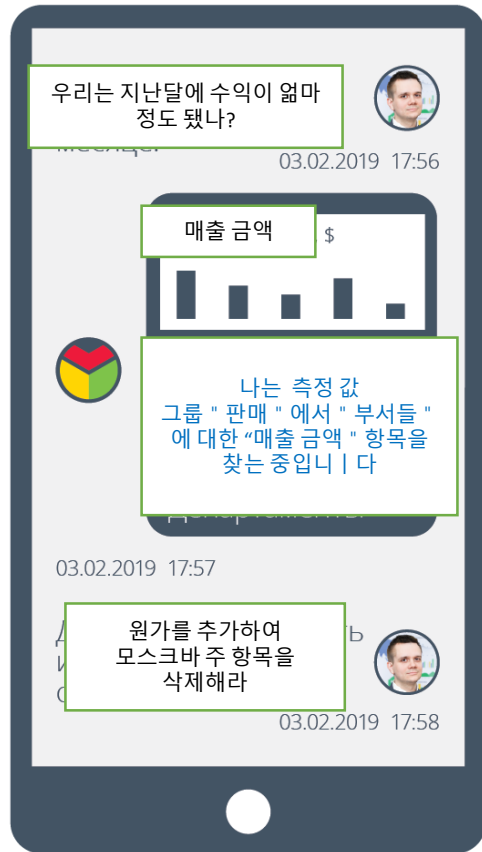 우리는 지난달에 수익이 얾마
정도 됐나?
03.02.2019 17:56
매출 금액
$
나는 측정 값
그룹 " 판매 " 에서 " 부서들 "
에 대한 “매출 금액 " 항목을
찾는 중입니ㅣ다
03.02.2019 17:57
원가를 추가하여
모스크바 주 항목을
삭제해라
03.02.2019 17:58